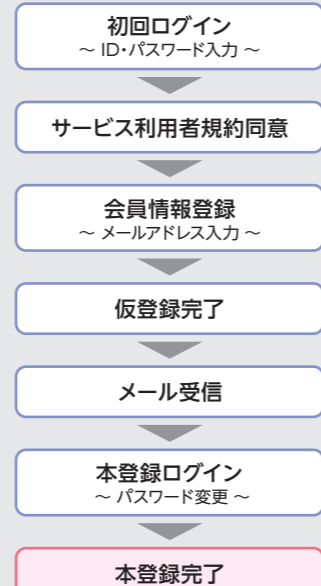 初回ログイン
～ ID・パスワード入力 ～
サービス利用者規約同意
会員情報登録
～ メールアドレス入力 ～
仮登録完了
メール受信
本登録ログイン
～ パスワード変更 ～
本登録完了